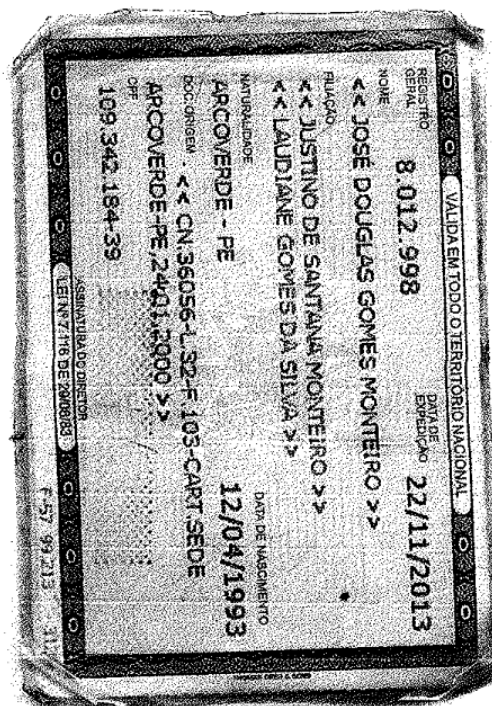 VALIDA EM TODO O TERRITÓRIO NACIONAL
REGISTRO GERAL 8.012.998 DATA DE EXPEDIÇÃO 22/11/2013
NOME
<< JOSÉ DOUGLAS GOMES MONTEIRO >>
FILIAÇÃO
<< JUSTINO DE SANTANA MONTEIRO >>
<< LAUDIANE GOMES DA SILVA >>
NATURALIDADE DATA DE NASCIMENTO
ARCOVERDE - PE 12/04/1993
DOC. ORIGEM << CN.36056-L.32-F.103-CART.SEDE
ARCOVERDE-PE,24.01.2000 >>
CPF
109.342.184-39
ASSINATURA DO DIRETOR
LEI Nº 7.116 DE 29/08/83